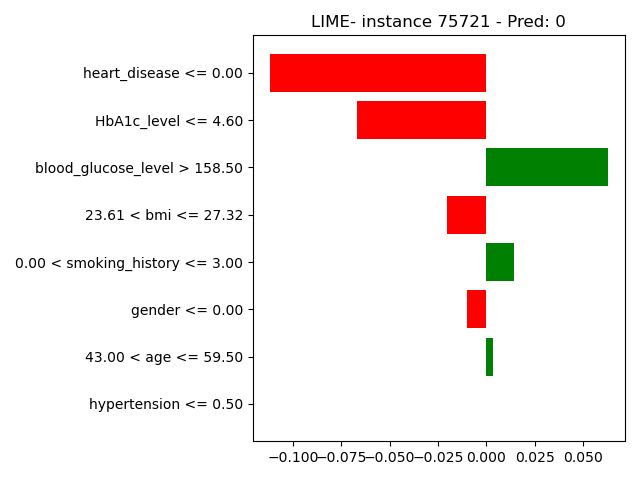 LIME- instance 75721 - Pred: 0
heart_disease <= 0.00
HbA1c_level <= 4.60
blood_glucose_level > 158.50
23.61 < bmi <= 27.32
0.00 < smoking_history <= 3.00
gender <= 0.00
43.00 < age <= 59.50
hypertension <= 0.50
−0.100 −0.075 −0.050 −0.025 0.000 0.025 0.050